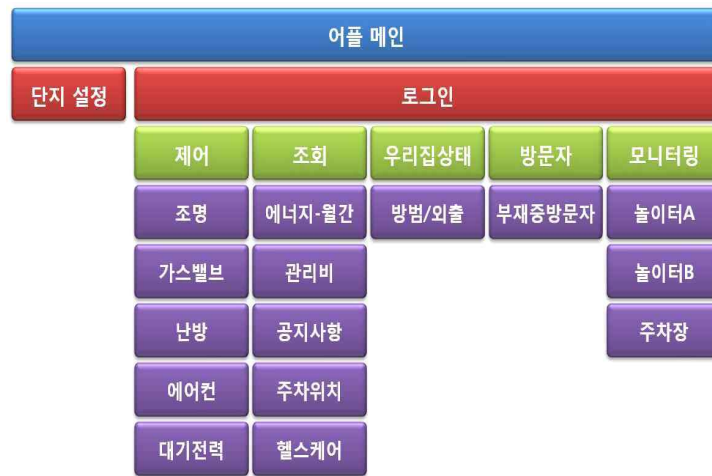 어플 메인
단지 설정 로그인
제어 조회 우리집상태 방문자 모니터링
조명 에너지-월간 방범/외출 부재중방문자 놀이터A
가스밸브 관리비 놀이터B
난방 공지사항 주차장
에어컨 주차위치
대기전력 헬스케어